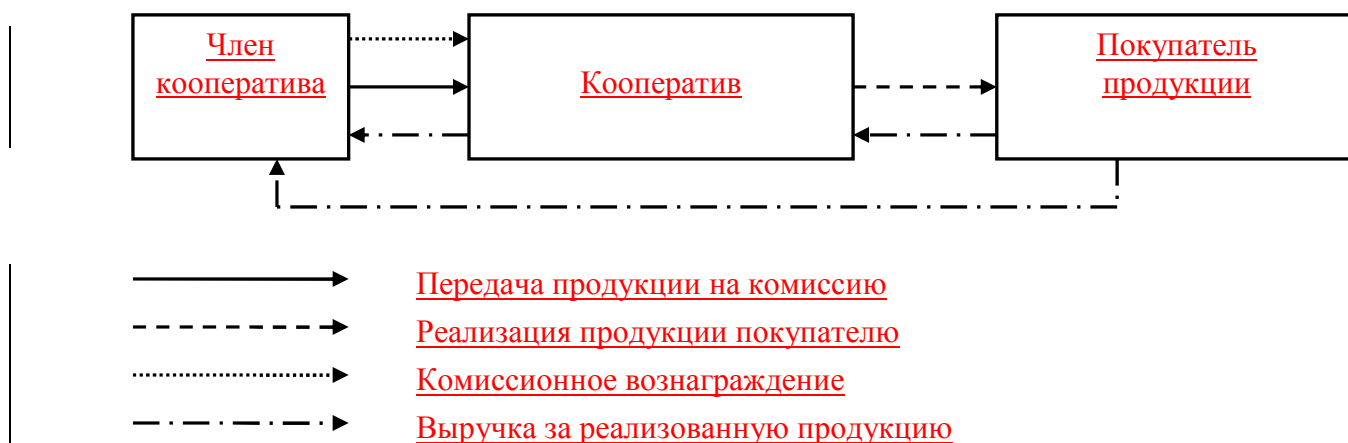 Член
кооператива
Кооператив
Покупатель
продукции
Передача продукции на комиссию
Реализация продукции покупателю
Комиссионное вознаграждение
Выручка за реализованную продукцию